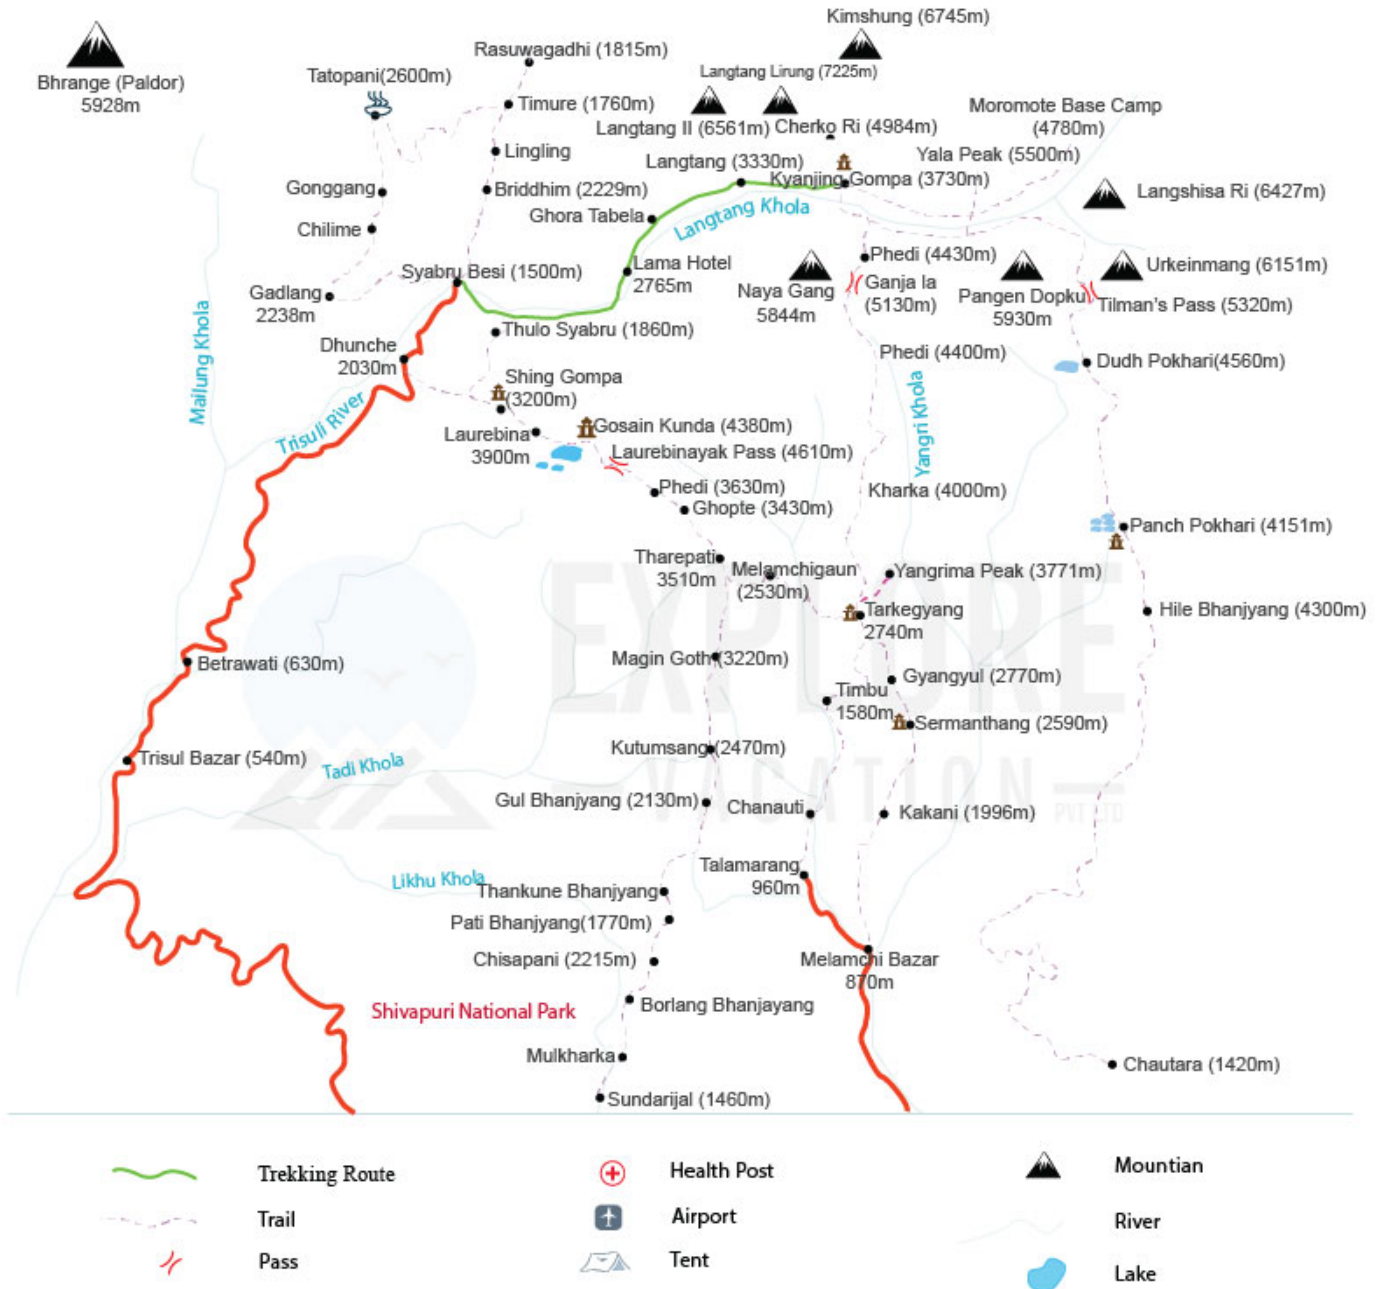 Kimshung (6745m)
Bhrange (Paldor)
5928m
Rasuwagadhi (1815m)
Tatopani(2600m)
Langtang Lirung (7225m)
Timure (1760m)
Langtang II (6561m)
Cherko Ri (4984m)
Moromote Base Camp
(4780m)
Lingling
Langtang (3330m)
Yala Peak (5500m)
Gonggang
Briddhim (2229m)
Kyanjing Gompa (3730m)
Langshisa Ri (6427m)
Ghora Tabela
Langtang Khola
Chilime
Syabru Besi (1500m)
Lama Hotel
2765m
Phedi (4430m)
Urkeinmang (6151m)
Gadlang
2238m
Naya Gang
5844m
Ganja la
(5130m)
Pangen Dopku
5930m
Tilman's Pass (5320m)
Thulo Syabru (1860m)
Mailung Khola
Dhunche
2030m
Phedi (4400m)
Dudh Pokhari(4560m)
Shing Gompa
(3200m)
Trisuli River
Yangri Khola
Laurebina
3900m
Gosain Kunda (4380m)
Laurebinayak Pass (4610m)
Phedi (3630m)
Kharka (4000m)
Ghopte (3430m)
Panch Pokhari (4151m)
Tharepati
3510m
Melamchigaun
(2530m)
Yangrima Peak (3771m)
EXPLORE
Tarkegyang
2740m
Hile Bhanjyang (4300m)
Betrawati (630m)
Magin Goth (3220m)
Gyangyul (2770m)
Timbu
1580m
Sermanthang (2590m)
Trisul Bazar (540m)
Tadi Khola
Kutumsang (2470m)
VACATION
PVT LTD
Gul Bhanjyang (2130m)
Chanauti
Kakani (1996m)
Likhu Khola
Talamarang
960m
Thankune Bhanjyang
Pati Bhanjyang(1770m)
Chisapani (2215m)
Melamchi Bazar
870m
Shivapuri National Park
Borlang Bhanjayang
Mulkharka
Chautara (1420m)
Sundarijal (1460m)
Trekking Route
Health Post
Mountian
Trail
Airport
River
Pass
Tent
Lake